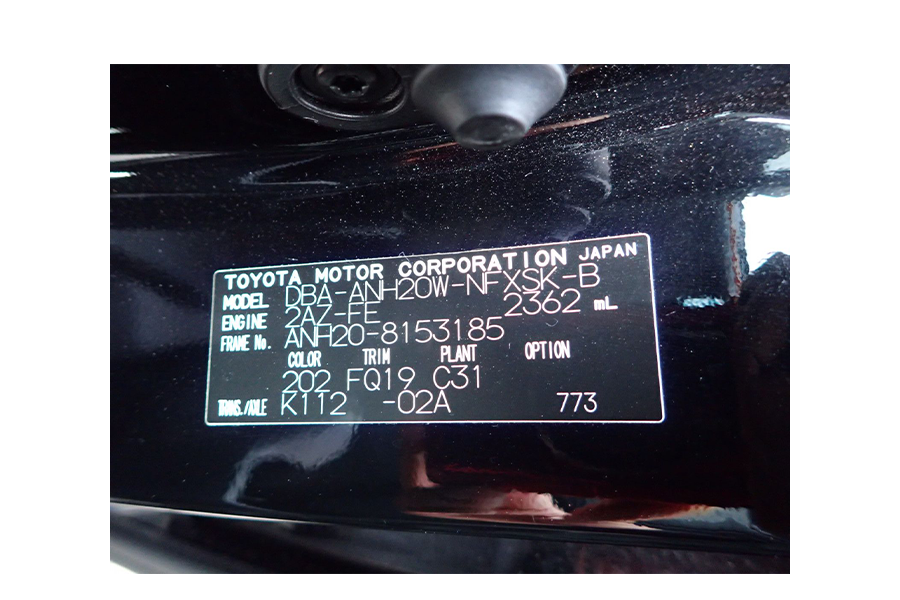 TOYOTA MOTOR CORPORATION JAPAN
MODEL DBA-ANH20W-NFXSK-B
ENGINE 2AZ-FE 2362 mL
FRAME No. ANH20-8153185
COLOR TRIM PLANT OPTION
202 FQ19 C31
TRANS./AXLE K112 -02A 773